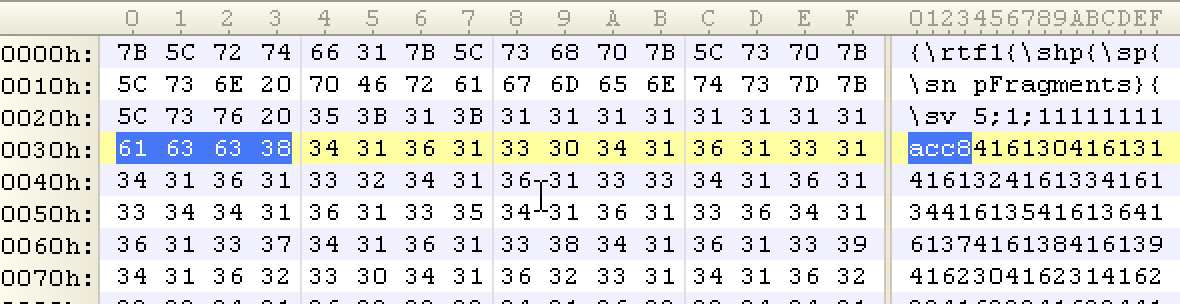 0 1 2 3 4 5 6 7 8 9 A B C D E F 0123456789ABCDEF
0000h: 7B 5C 72 74 66 31 7B 5C 73 68 70 7B 5C 73 70 7B {\rtf1{\shp{\sp{
0010h: 5C 73 6E 20 70 46 72 61 67 6D 65 6E 74 73 7D 7B \sn pFragments}{
0020h: 5C 73 76 20 35 3B 31 3B 31 31 31 31 31 31 31 31 \sv 5;1;11111111
0030h: 61 63 63 38 34 31 36 31 33 30 34 31 36 31 33 31 acc8416130416131
0040h: 34 31 36 31 33 32 34 31 36 31 33 33 34 31 36 31 4161324161334161
0050h: 33 34 34 31 36 31 33 35 34 31 36 31 33 36 34 31 3441613541613641
0060h: 36 31 33 37 34 31 36 31 33 38 34 31 36 31 33 39 6137416138416139
0070h: 34 31 36 32 33 30 34 31 36 32 33 31 34 31 36 32 4162304162314162